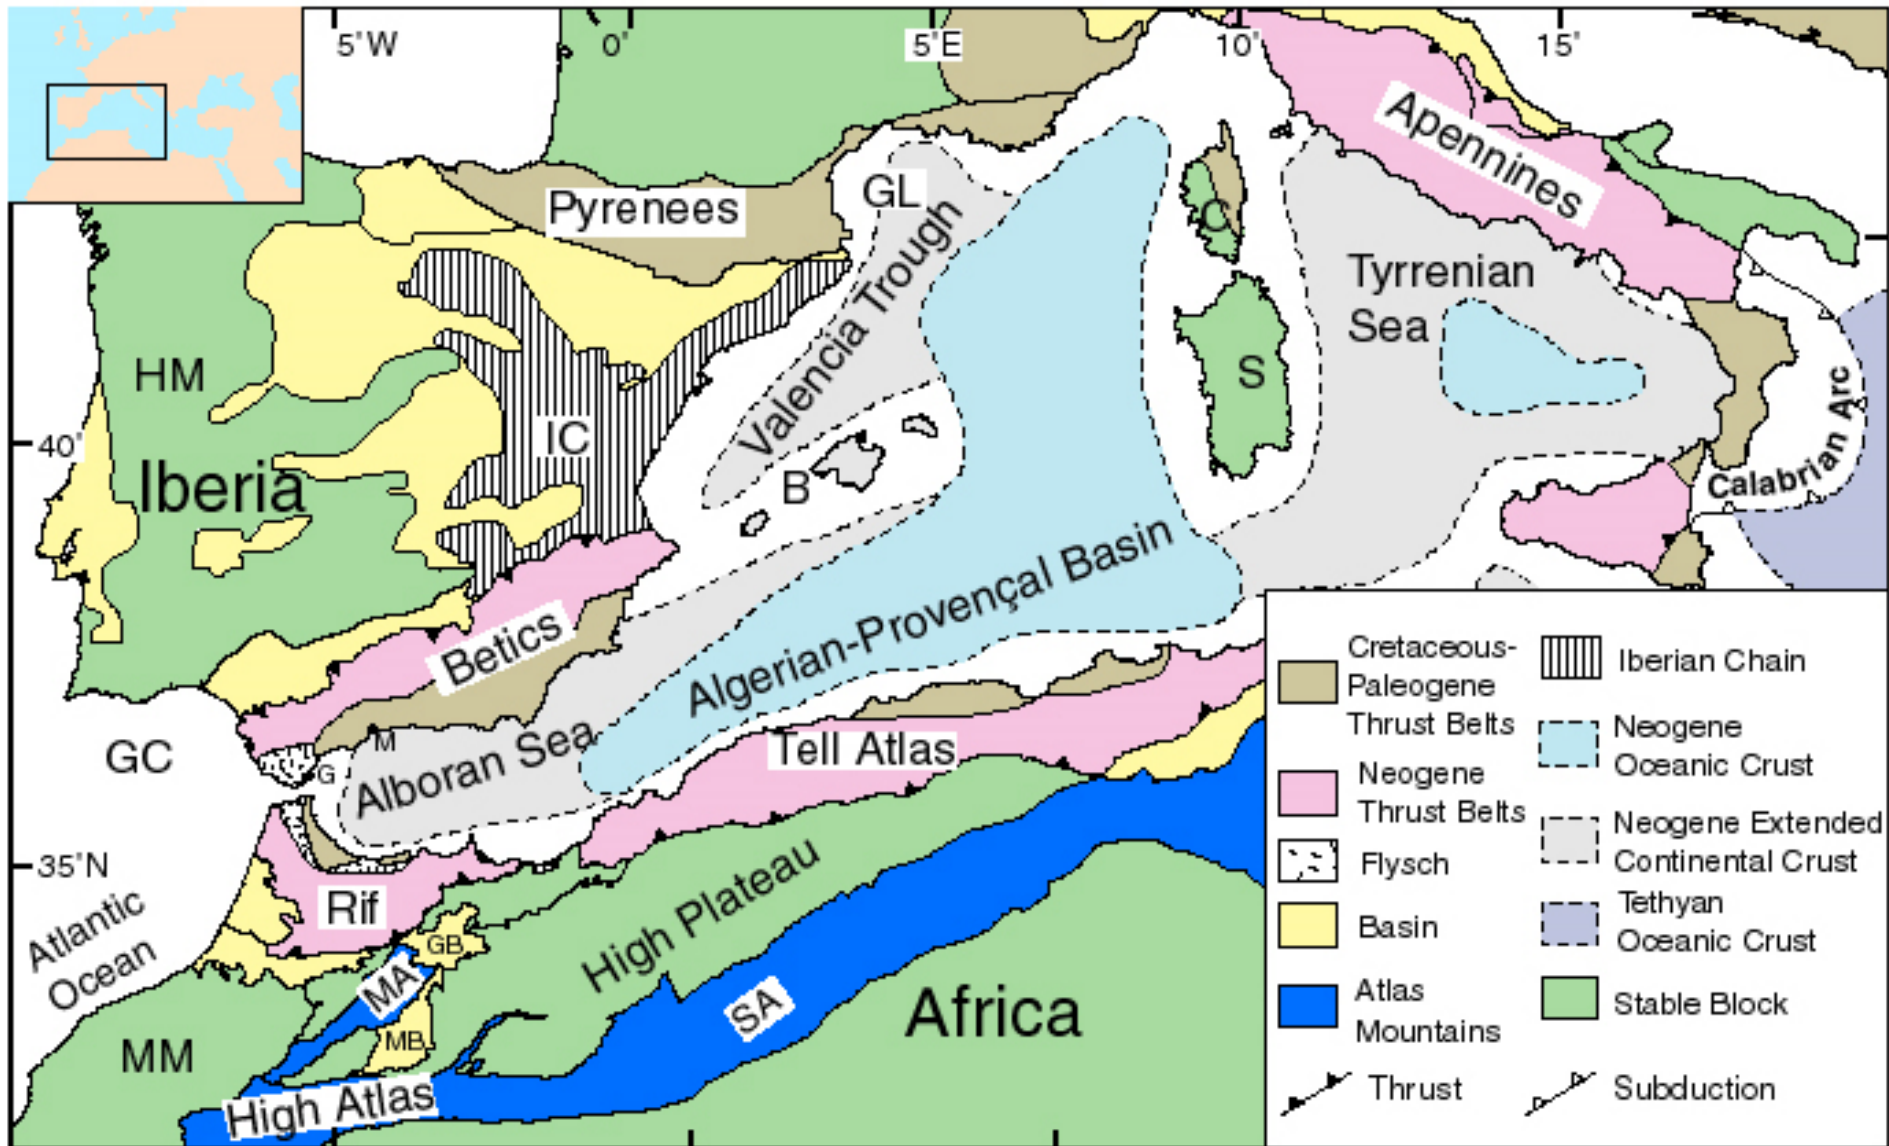 5'W
0'
5'E
10'
15'
Apennines
Pyrenees
GL
C
Valencia Trough
Tyrrenian
Sea
HM
S
IC
40'
Iberia
B
Calabrian Arc
Algerian-Provençal Basin
Betics
GC
M
G
Alboran Sea
Tell Atlas
35'N
Rif
Atlantic
Ocean
High Plateau
GB
MA
SA
Africa
MB
MM
High Atlas
Cretaceous-
Paleogene
Thrust Belts
Neogene
Thrust Belts
Flysch
Basin
Atlas
Mountains
Thrust
Iberian Chain
Neogene
Oceanic Crust
Neogene Extended
Continental Crust
Tethyan
Oceanic Crust
Stable Block
Subduction